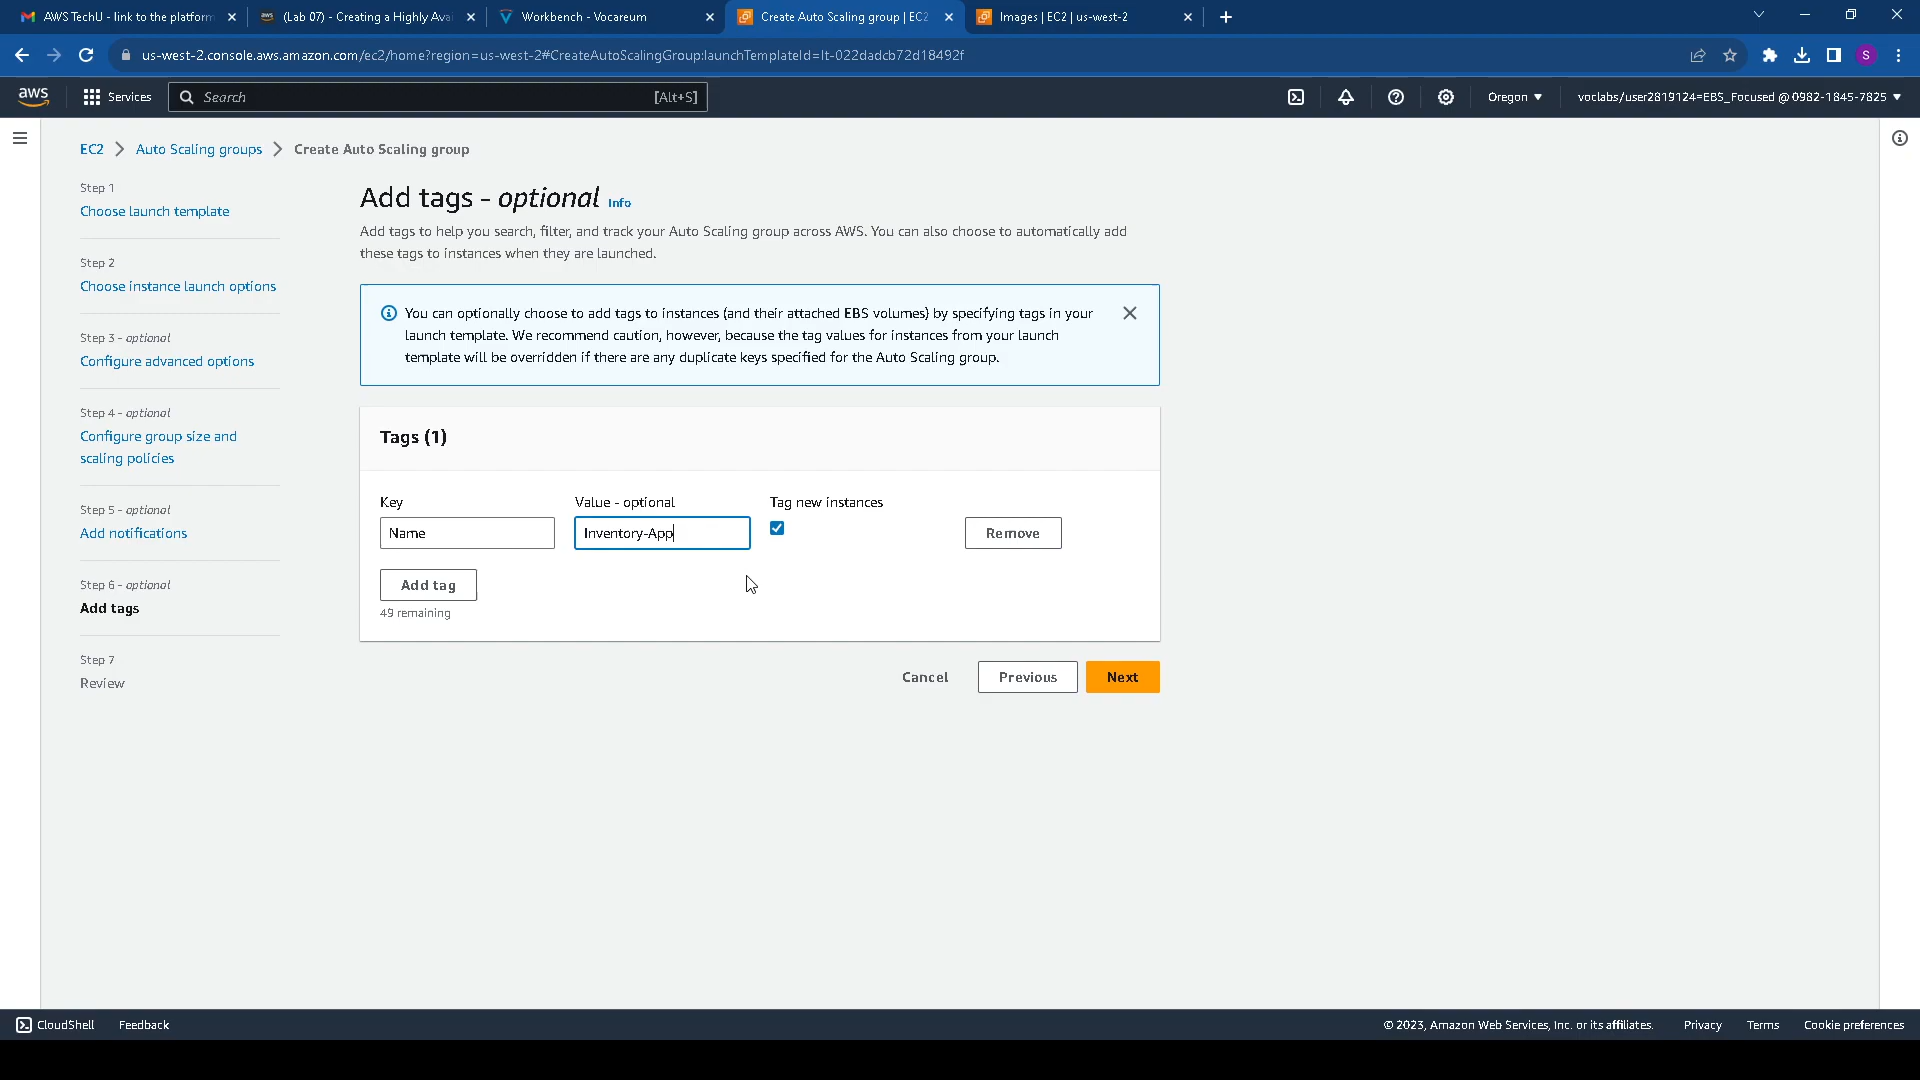 AWS TechU - link to the platform
(Lab 07) - Creating a Highly Avai
Workbench - Vocareum
Create Auto Scaling group | EC2
Images | EC2 | us-west-2
us-west-2.console.aws.amazon.com/ec2/home?region=us-west-2#CreateAutoScalingGroup:launchTemplateId=lt-022dadcb72d18492f
S
aws
Services
Search
[Alt+S]
Oregon
voclabs/user2819124=EBS_Focused @ 0982-1845-7825
EC2
Auto Scaling groups
Create Auto Scaling group
Step 1
Choose launch template
Step 2
Choose instance launch options
Step 3 - optional
Configure advanced options
Step 4 - optional
Configure group size and
scaling policies
Step 5 - optional
Add notifications
Step 6 - optional
Add tags
Step 7
Review
Add tags - optional Info
Add tags to help you search, filter, and track your Auto Scaling group across AWS. You can also choose to automatically add
these tags to instances when they are launched.
You can optionally choose to add tags to instances (and their attached EBS volumes) by specifying tags in your
launch template. We recommend caution, however, because the tag values for instances from your launch
template will be overridden if there are any duplicate keys specified for the Auto Scaling group.
Tags (1)
Key
Value - optional
Tag new instances
Name
Inventory-App
Remove
Add tag
49 remaining
Cancel
Previous
Next
CloudShell
Feedback
© 2023, Amazon Web Services, Inc. or its affiliates.
Privacy
Terms
Cookie preferences